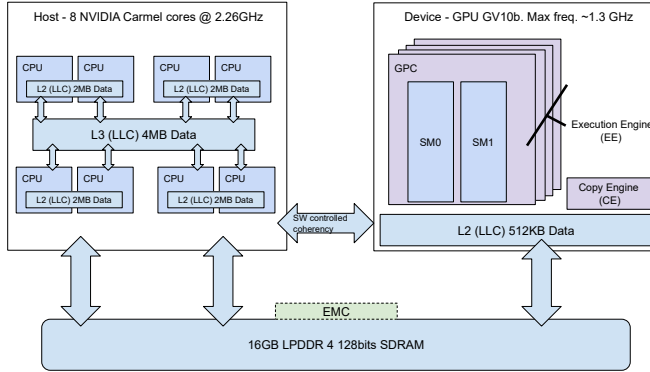 Host - 8 NVIDIA Carmel cores @ 2.26GHz
CPU CPU CPU CPU
L2 (LLC) 2MB Data L2 (LLC) 2MB Data
L3 (LLC) 4MB Data
CPU CPU CPU CPU
L2 (LLC) 2MB Data L2 (LLC) 2MB Data
SW controlled
coherency
Device - GPU GV10b. Max freq. ~1.3 GHz
GPC
SM0 SM1
Execution Engine
(EE)
Copy Engine
(CE)
L2 (LLC) 512KB Data
EMC
16GB LPDDR 4 128bits SDRAM